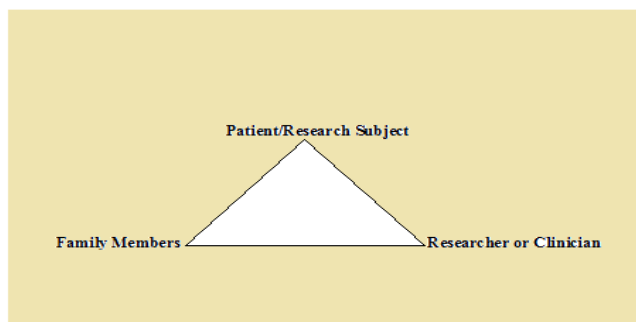 Patient/Research Subject
Family Members
Researcher or Clinician